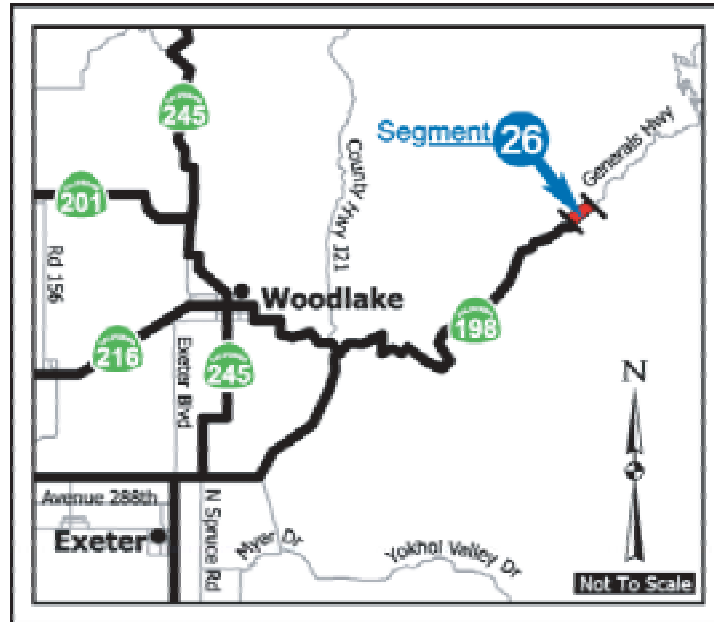 245
Segment 26
County Hwy J21
Generals Hwy
201
Rd 156
Woodlake
198
216
Exeter Blvd
245
N
Avenue 288th
N Spruce Rd
Exeter
Myer Dr
Yokhol Valley Dr
Not To Scale